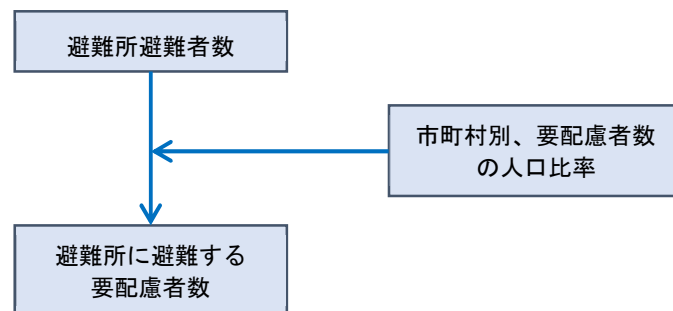 避難所避難者数
市町村別、要配慮者数
の人口比率
避難所に避難する
要配慮者数